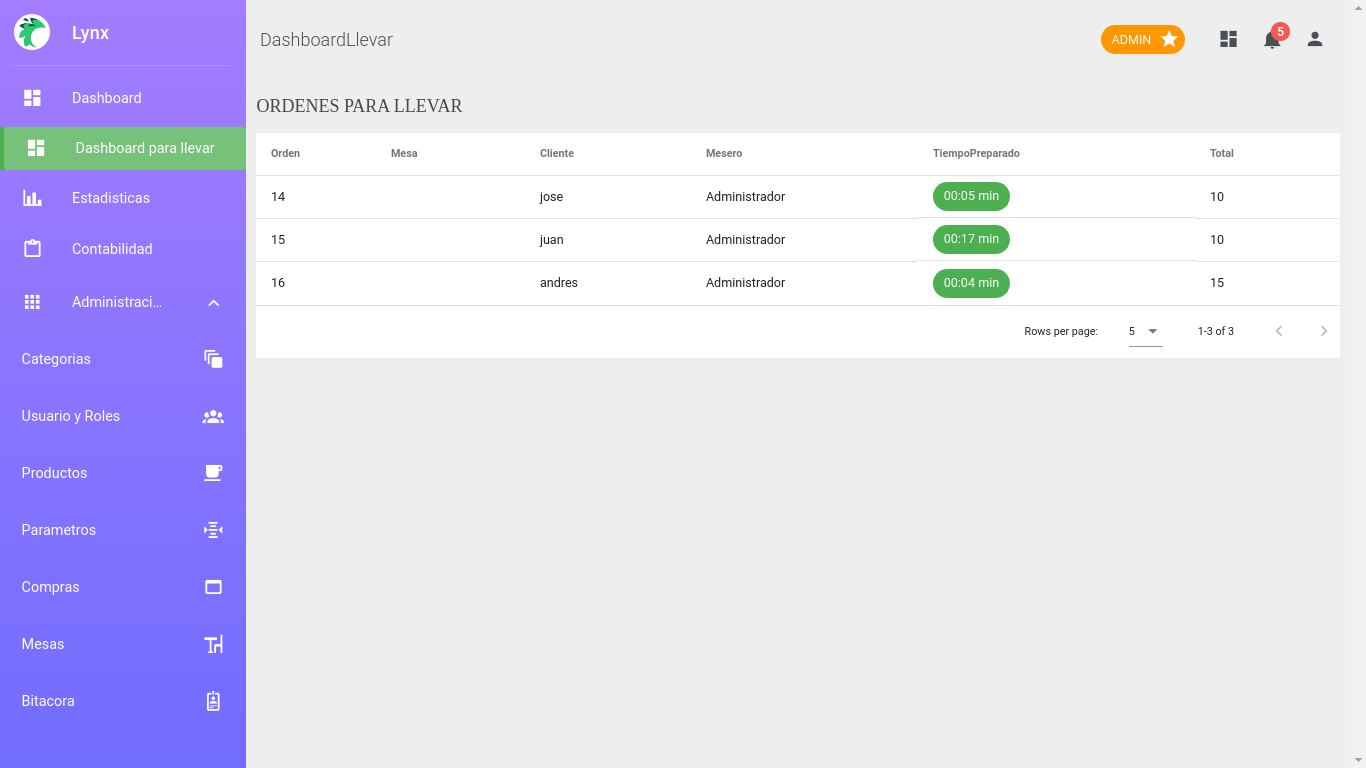 Lynx
Dashboard
Dashboard para llevar
Estadisticas
Contabilidad
Administraci...
Categorias
Usuario y Roles
Productos
Parametros
Compras
Mesas
Bitacora
DashboardLlevar
ADMIN
5
ORDENES PARA LLEVAR
Orden Mesa Cliente Mesero TiempoPreparado Total
14 jose Administrador 00:05 min 10
15 juan Administrador 00:17 min 10
16 andres Administrador 00:04 min 15
Rows per page: 5 1-3 of 3